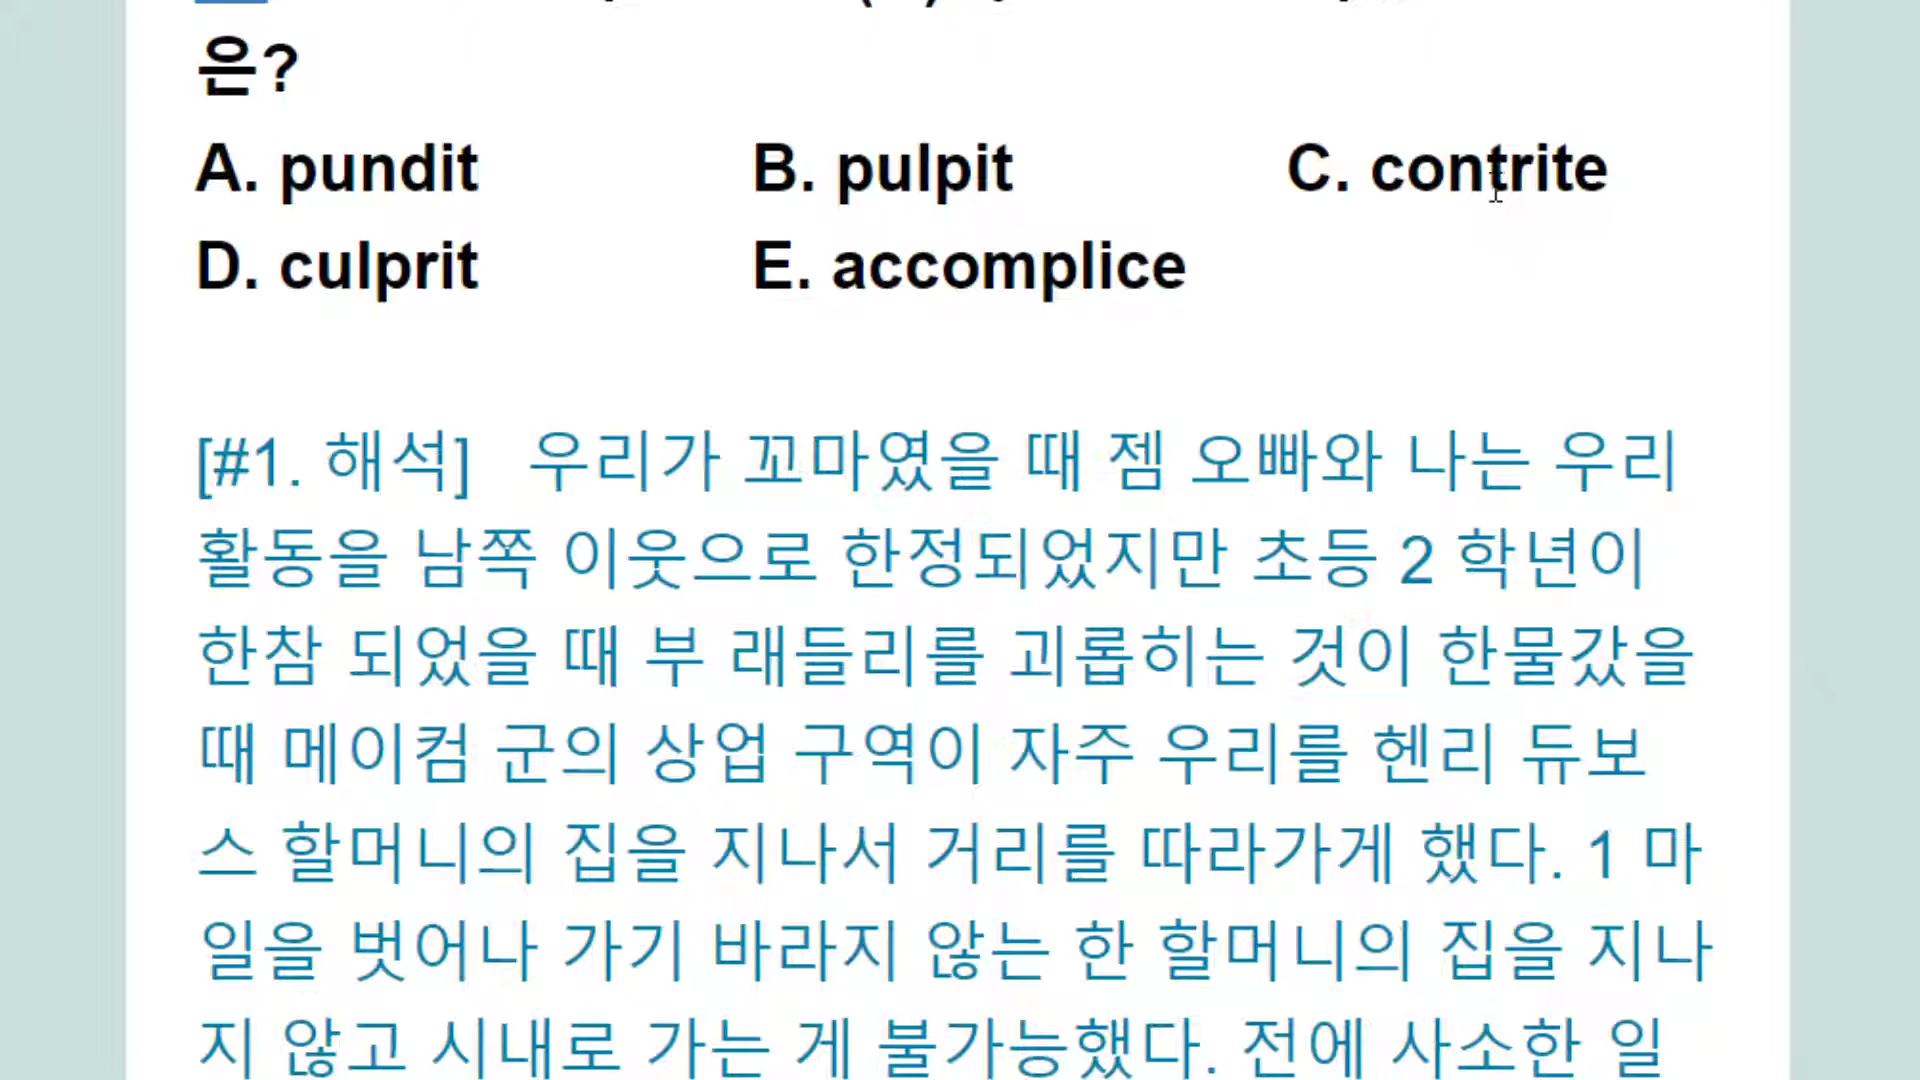 은?
A. pundit B. pulpit C. contrite
D. culprit E. accomplice
[#1. 해석] 우리가 꼬마였을 때 젬 오빠와 나는 우리
활동을 남쪽 이웃으로 한정되었지만 초등 2 학년이
한참 되었을 때 부 래들리를 괴롭히는 것이 한물갔을
때 메이컴 군의 상업 구역이 자주 우리를 헨리 듀보
스 할머니의 집을 지나서 거리를 따라가게 했다. 1 마
일을 벗어나 가기 바라지 않는 한 할머니의 집을 지나
지 않고 시내로 가는 게 불가능했다. 전에 사소한 일